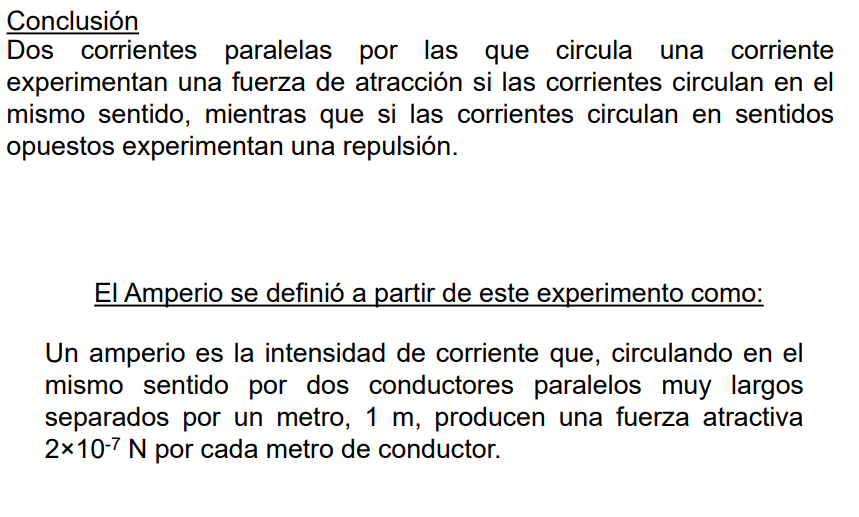 Conclusión
Dos corrientes paralelas por las que circula una corriente
experimentan una fuerza de atracción si las corrientes circulan en el
mismo sentido, mientras que si las corrientes circulan en sentidos
opuestos experimentan una repulsión.
El Amperio se definió a partir de este experimento como:
Un amperio es la intensidad de corriente que, circulando en el
mismo sentido por dos conductores paralelos muy largos
separados por un metro, 1 m, producen una fuerza atractiva
2×10⁻⁷ N por cada metro de conductor.